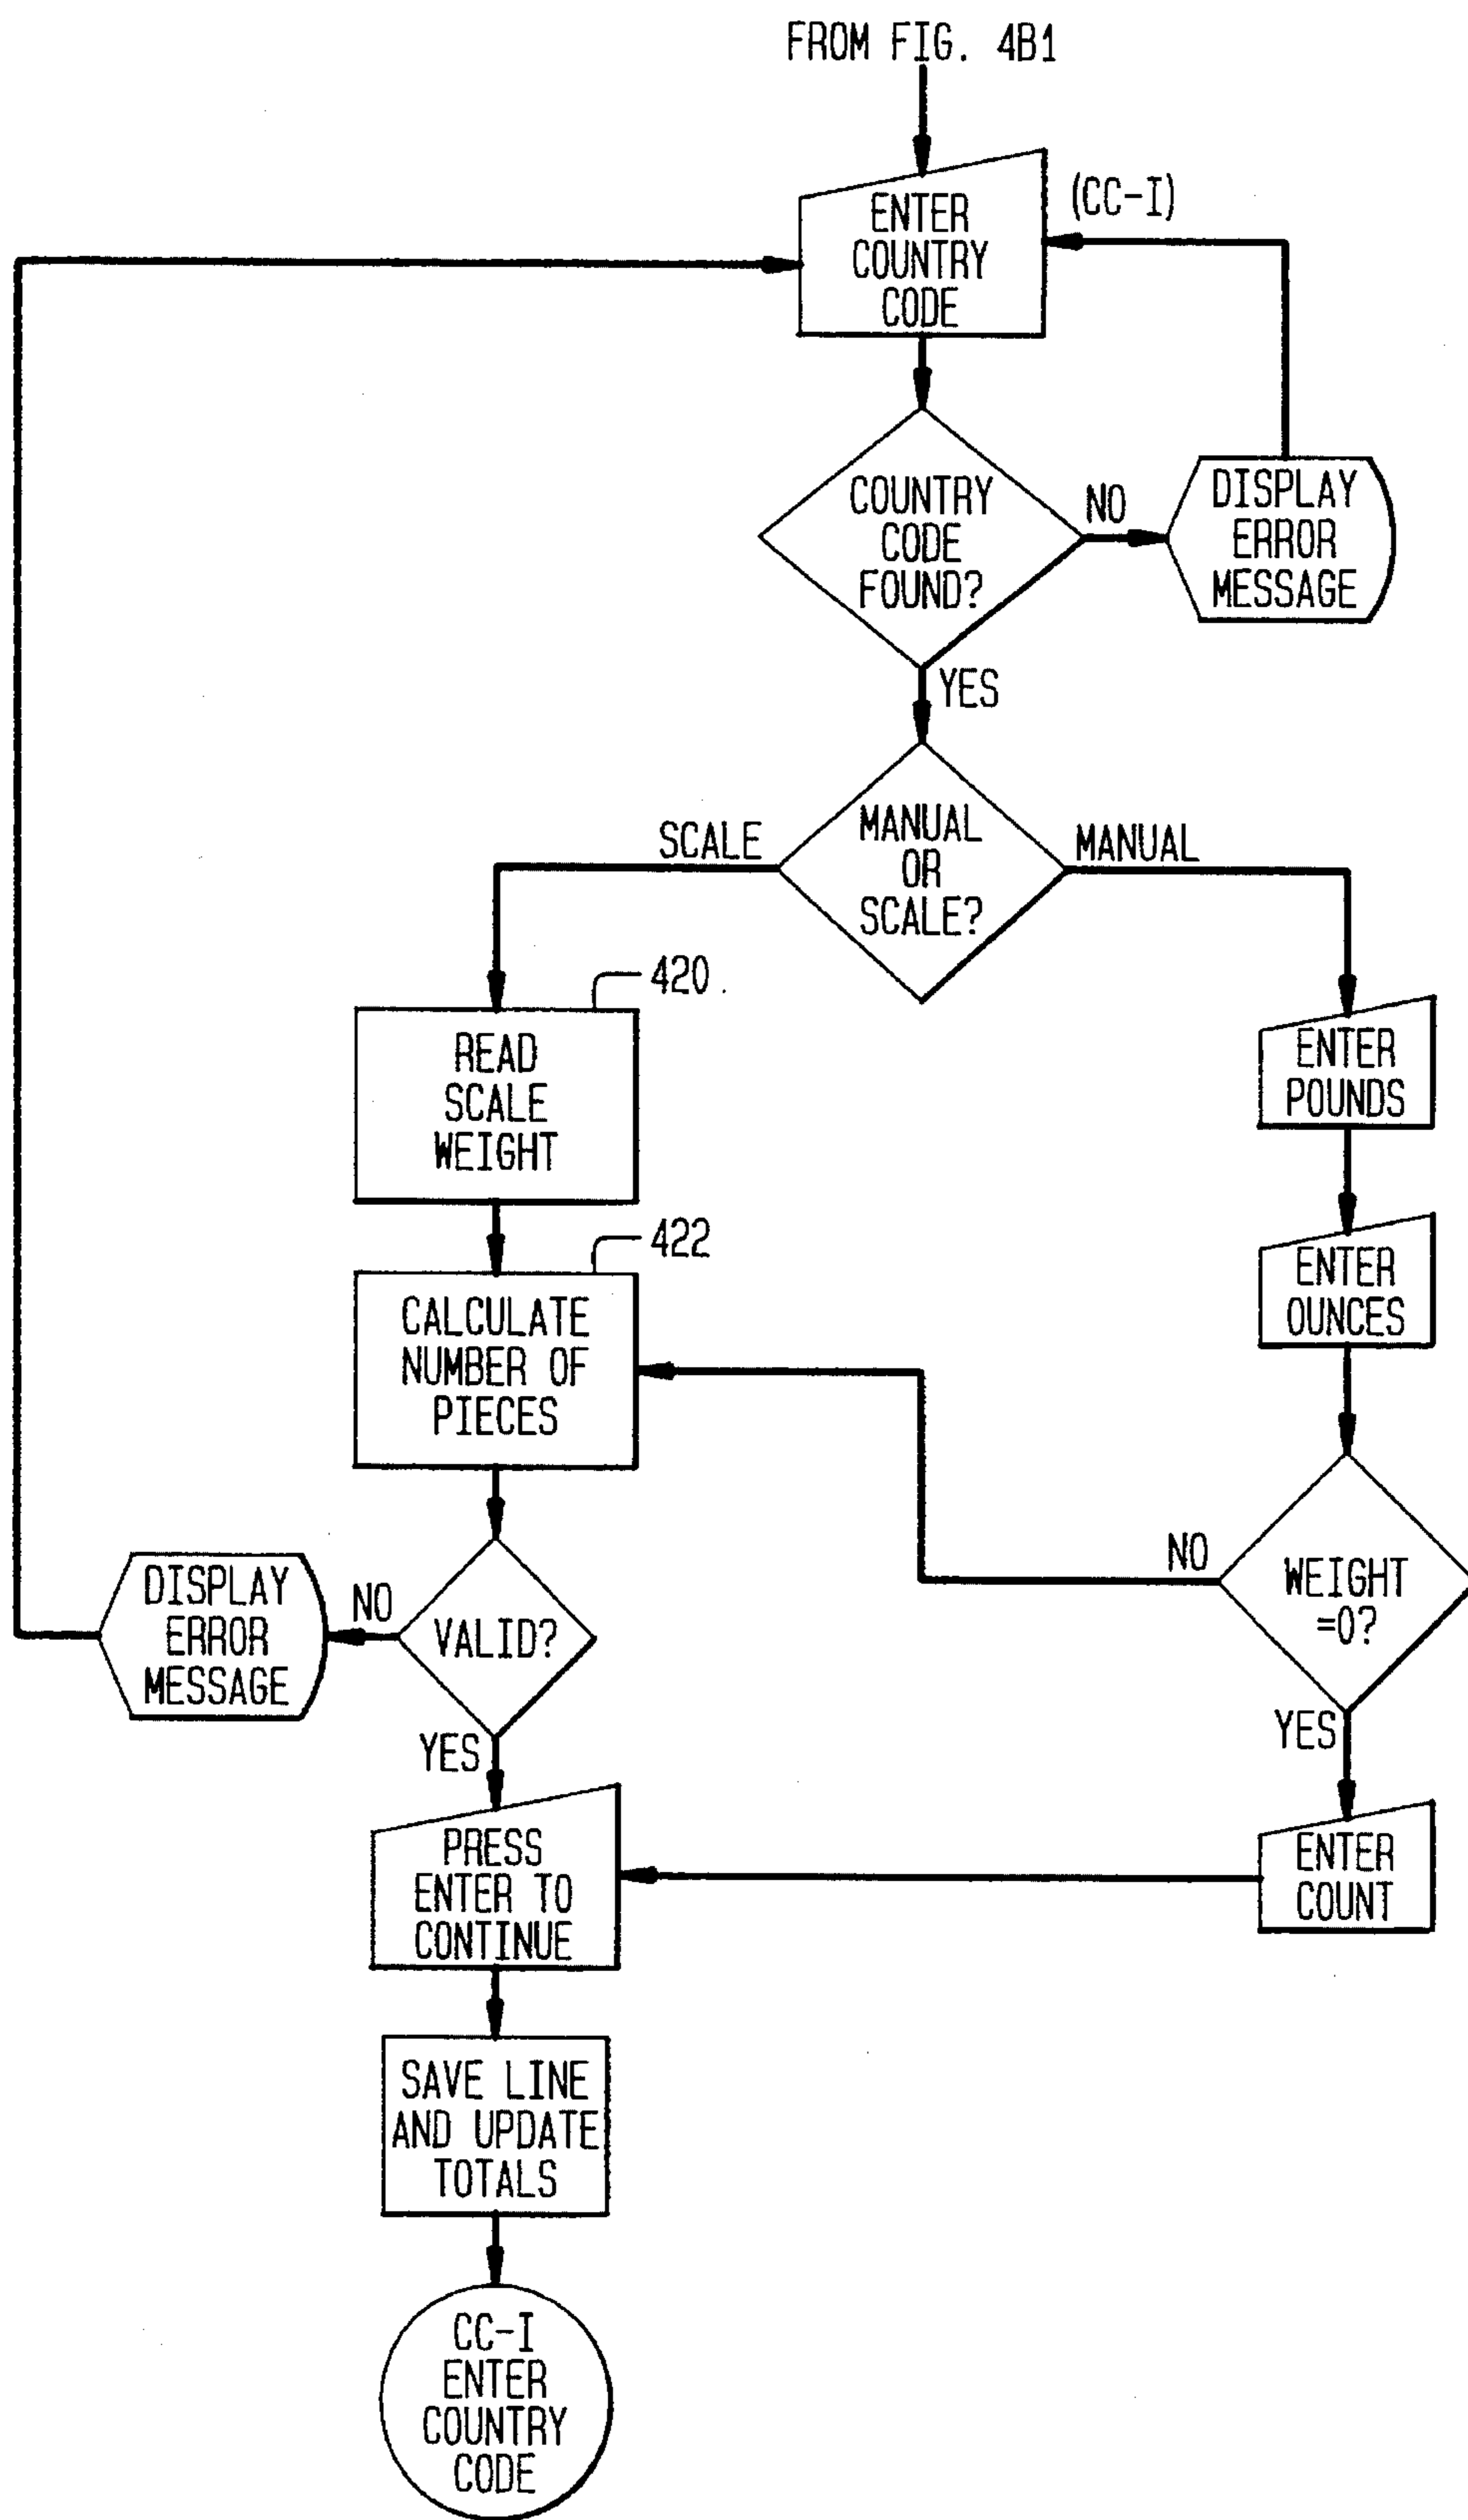 FROM FIG. 4B1
(CC-I)
ENTER
COUNTRY
CODE
COUNTRY
CODE
FOUND?
NO
DISPLAY
ERROR
MESSAGE
YES
MANUAL
OR
SCALE?
SCALE
MANUAL
420
READ
SCALE
WEIGHT
ENTER
POUNDS
422
CALCULATE
NUMBER OF
PIECES
ENTER
OUNCES
NO
WEIGHT
=0?
DISPLAY
ERROR
MESSAGE
NO
VALID?
YES
YES
PRESS
ENTER TO
CONTINUE
ENTER
COUNT
SAVE LINE
AND UPDATE
TOTALS
CC-I
ENTER
COUNTRY
CODE